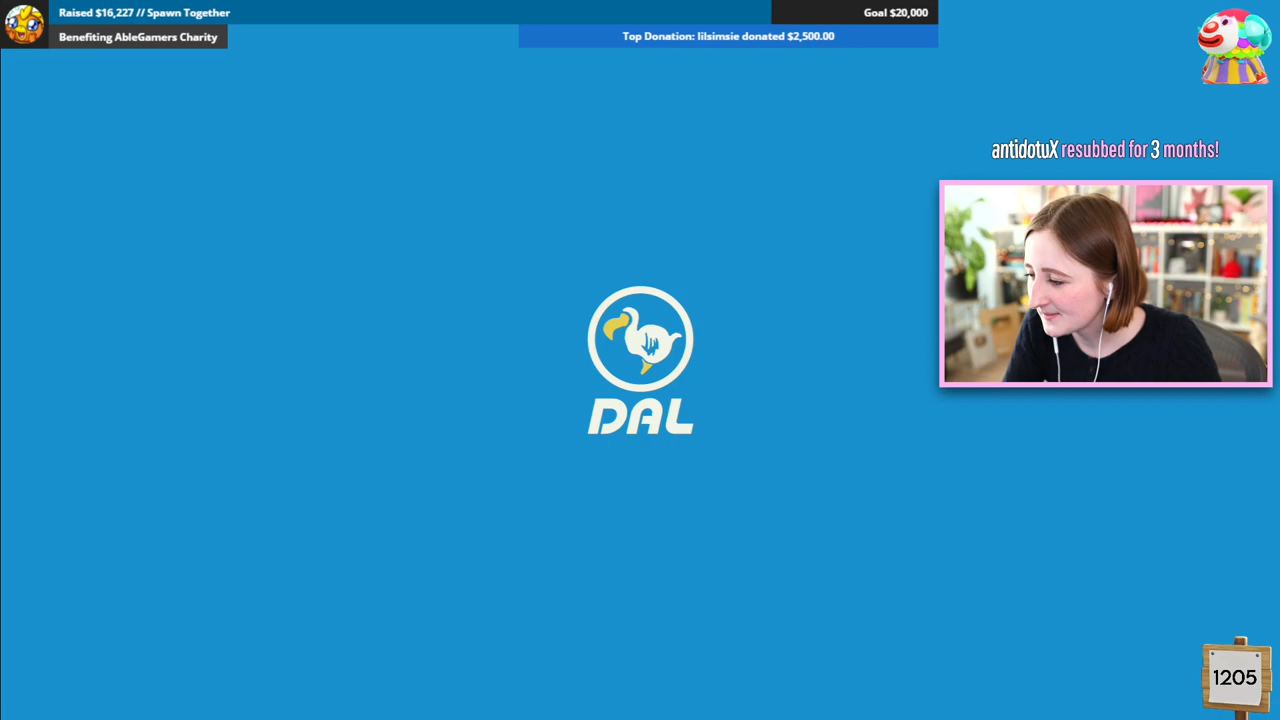 Raised $16,227 // Spawn Together
Goal $20,000
Benefiting AbleGamers Charity
Top Donation: lilsimsie donated $2,500.00
antidotuX resubbed for 3 months!
DAL
1205